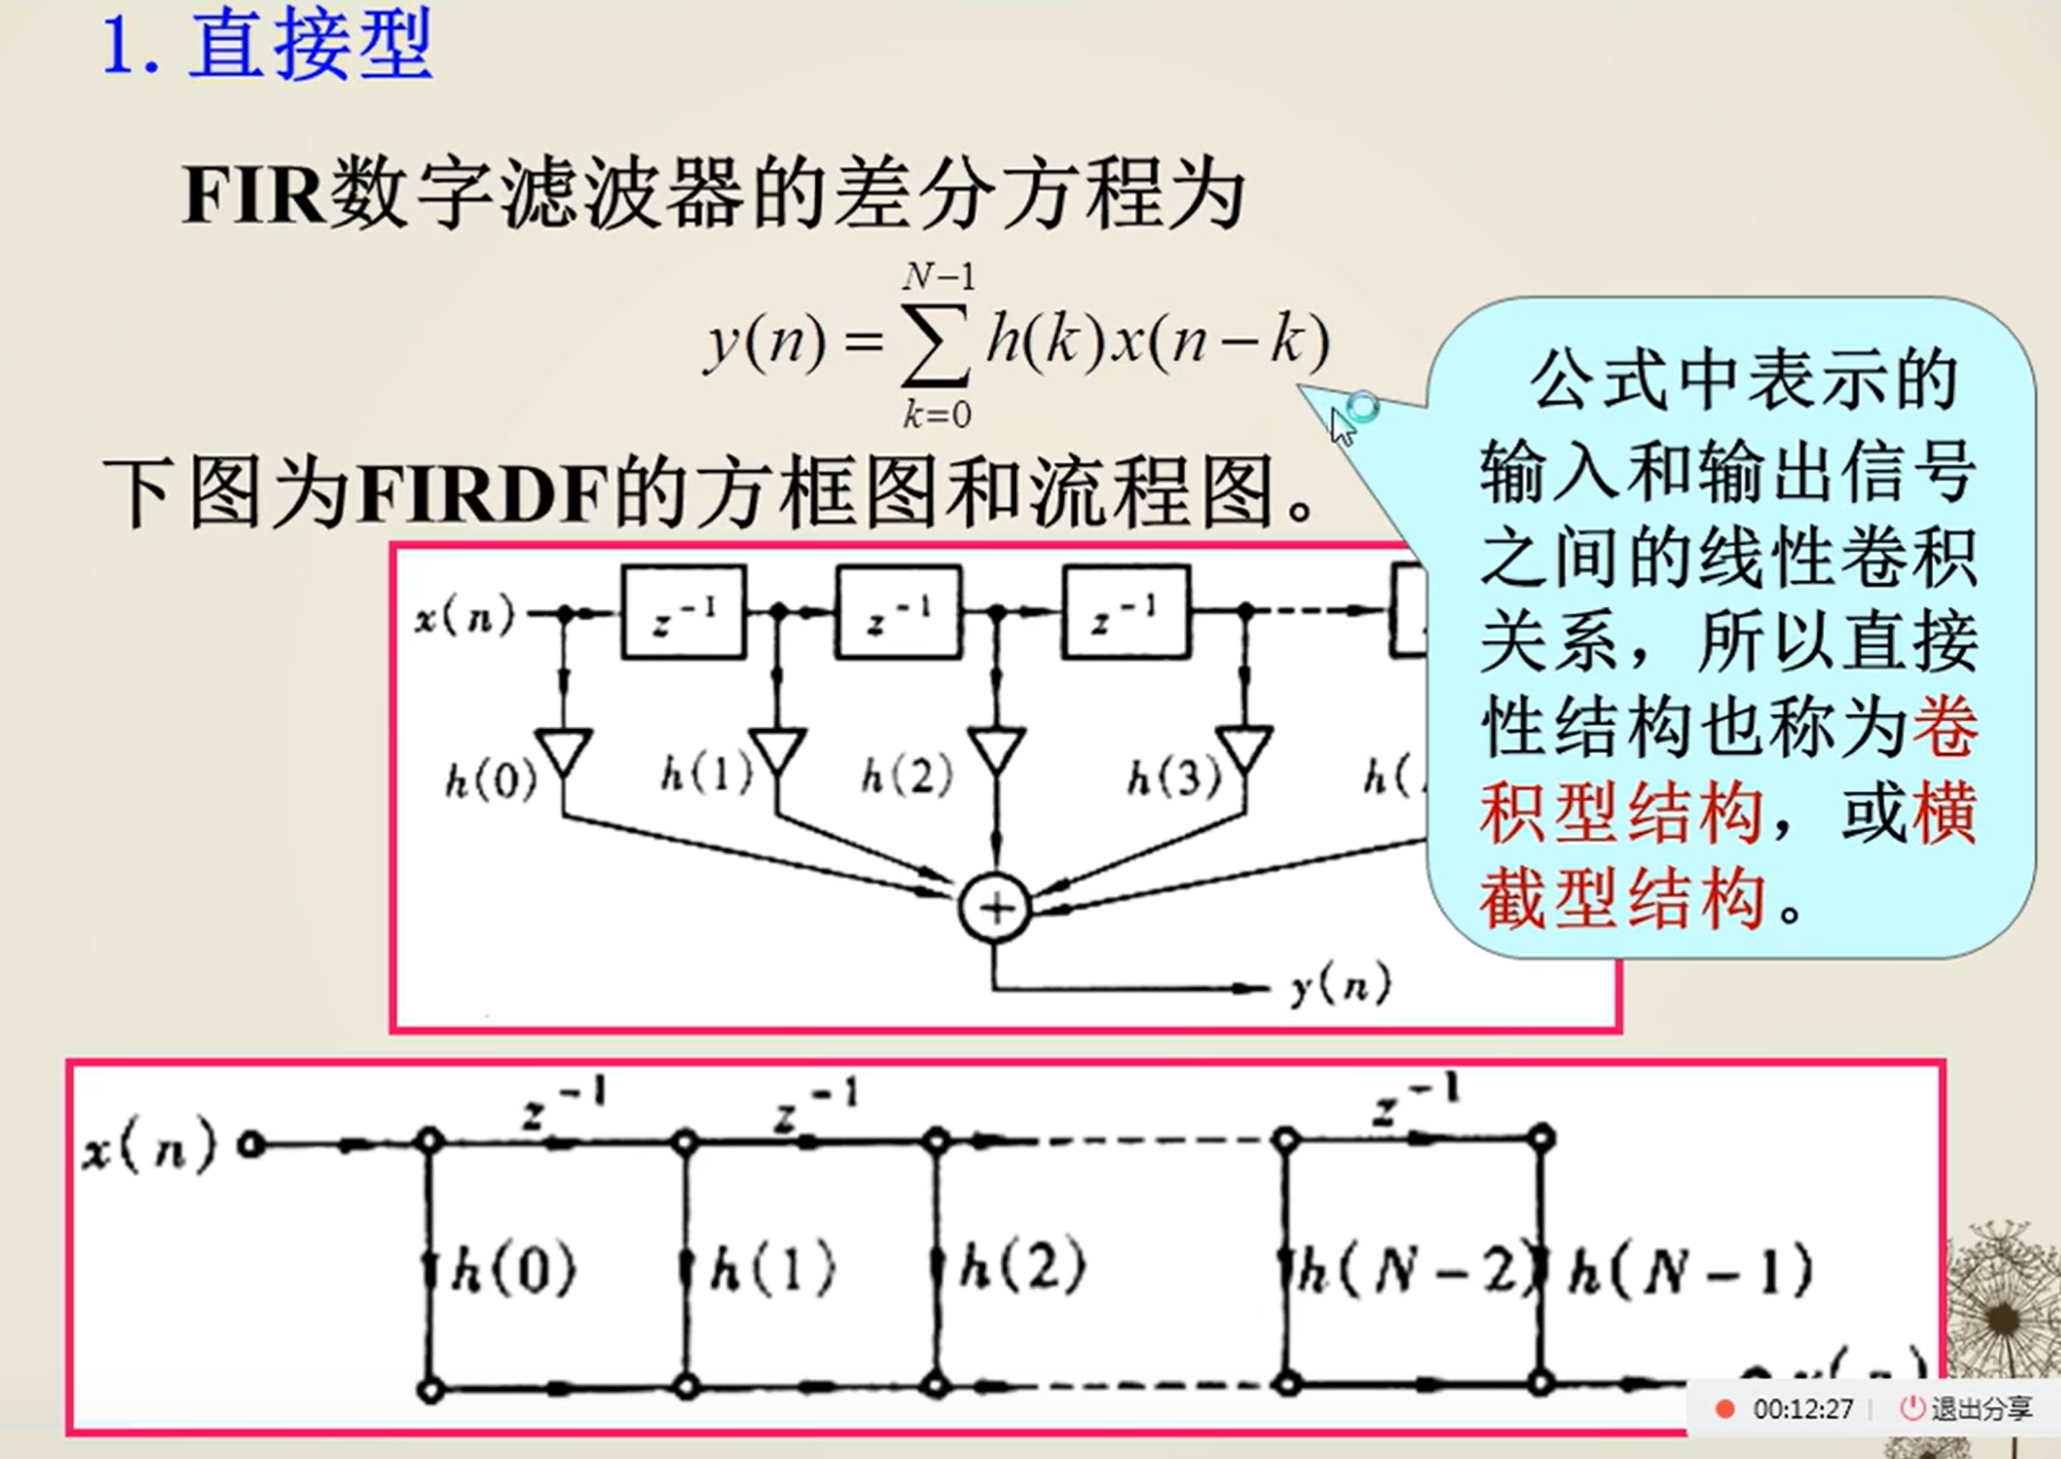 1. 直接型
FIR数字滤波器的差分方程为
y(n) = ∑_{k=0}^{N−1} h(k)x(n−k)
下图为FIRDF的方框图和流程图。
公式中表示的
输入和输出信号
之间的线性卷积
关系，所以直接
性结构也称为卷
积型结构，或横
截型结构。
x(n) z⁻¹ z⁻¹ z⁻¹
h(0) h(1) h(2) h(3) h(
+
y(n)
z⁻¹ z⁻¹ z⁻¹
x(n)
h(0) h(1) h(2) h(N−2) h(N−1)
00:12:27 退出分享